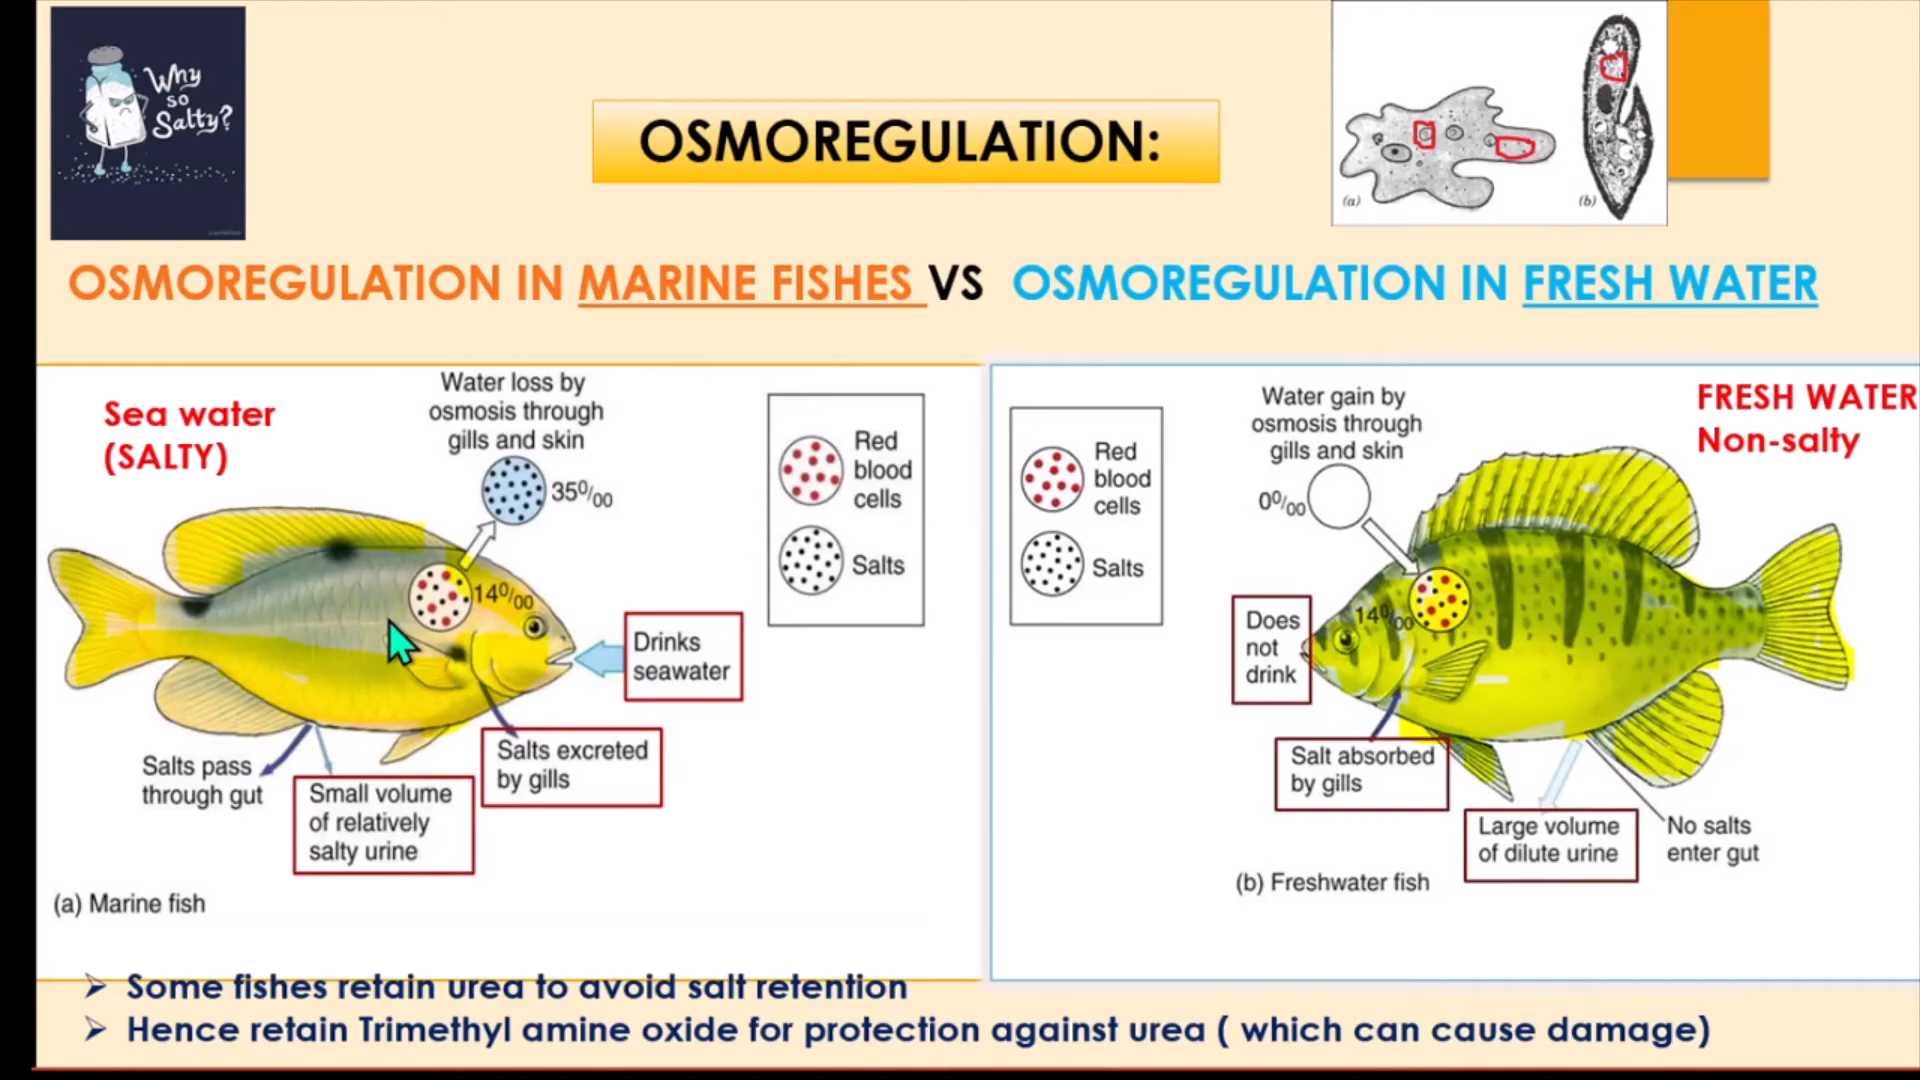 Why
so
Salty?
OSMOREGULATION:
(a)
(b)
OSMOREGULATION IN MARINE FISHES VS OSMOREGULATION IN FRESH WATER
Sea water
(SALTY)
Water loss by
osmosis through
gills and skin
35⁰/₀₀
14⁰/₀₀
Red
blood
cells
Salts
Drinks
seawater
Salts excreted
by gills
Salts pass
through gut
Small volume
of relatively
salty urine
(a) Marine fish
Red
blood
cells
Salts
Water gain by
osmosis through
gills and skin
0⁰/₀₀
14⁰/₀₀
FRESH WATER
Non-salty
Does
not
drink
Salt absorbed
by gills
Large volume
of dilute urine
No salts
enter gut
(b) Freshwater fish
➢ Some fishes retain urea to avoid salt retention
➢ Hence retain Trimethyl amine oxide for protection against urea ( which can cause damage)